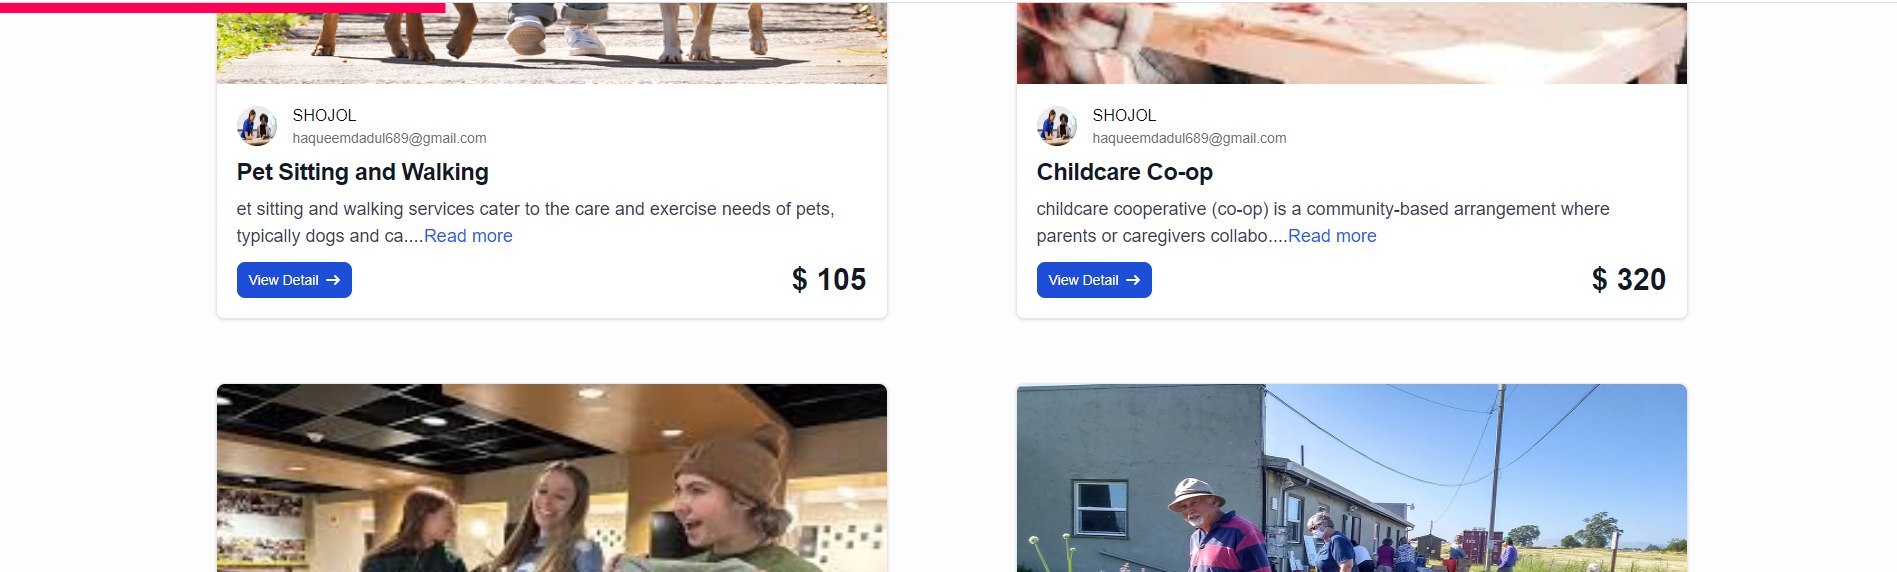 SHOJOL
haqueemdadul689@gmail.com
Pet Sitting and Walking
et sitting and walking services cater to the care and exercise needs of pets,
typically dogs and ca....Read more
View Detail →
$ 105
SHOJOL
haqueemdadul689@gmail.com
Childcare Co-op
childcare cooperative (co-op) is a community-based arrangement where
parents or caregivers collabo....Read more
View Detail →
$ 320